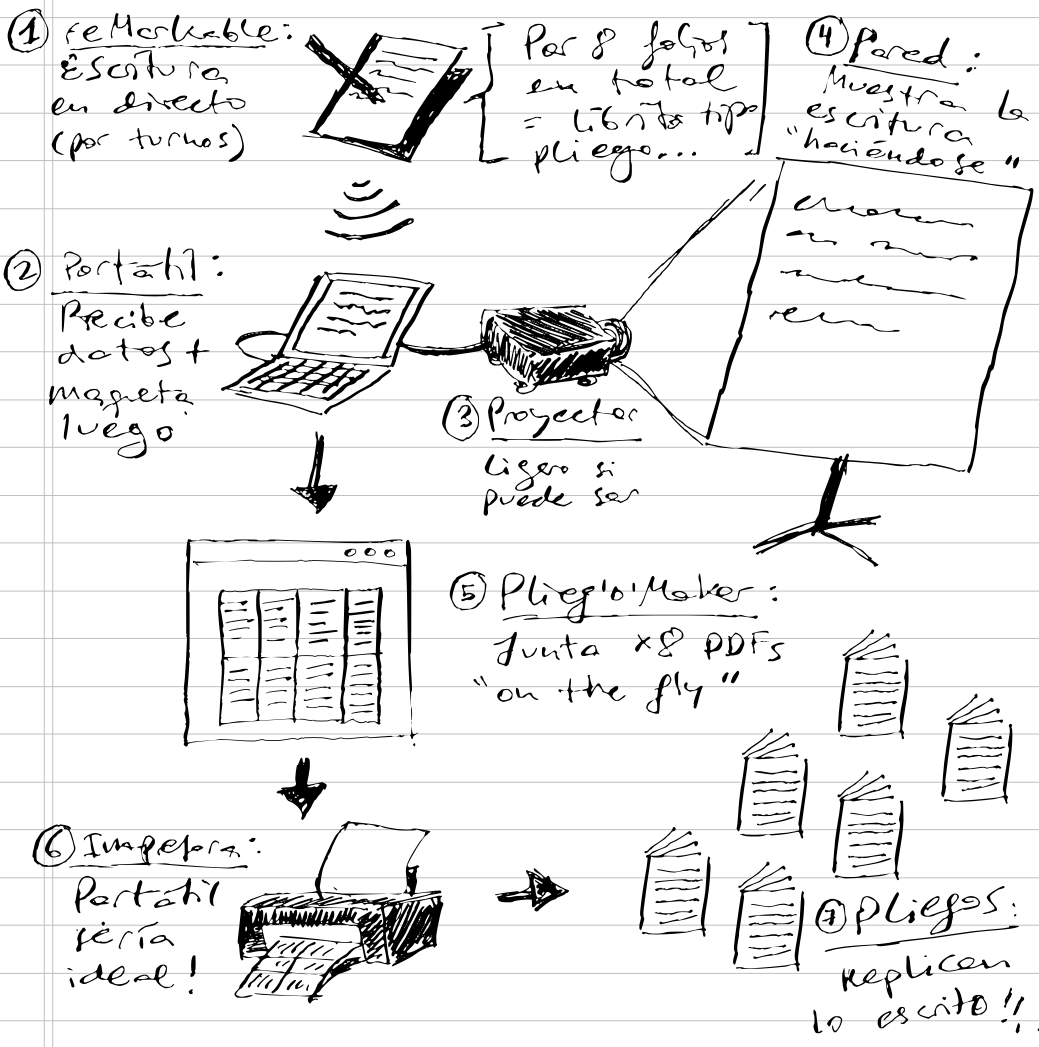 ① reMarkable:
Escritura
en directo
(por turnos)
[Por 8 folios
en total
= librito tipo
pliego...]
④ Pared:
Muestra la
escritura
"haciéndose"
② Portátil:
Recibe
datos +
maqueta
luego
③ Proyector
Ligero si
puede ser
⑤ Plieg'o'Maker:
Junta x8 PDFs
"on the fly"
⑥ Impresora:
Portátil
sería
ideal!
⑦ Pliegos:
Replican
lo escrito!!